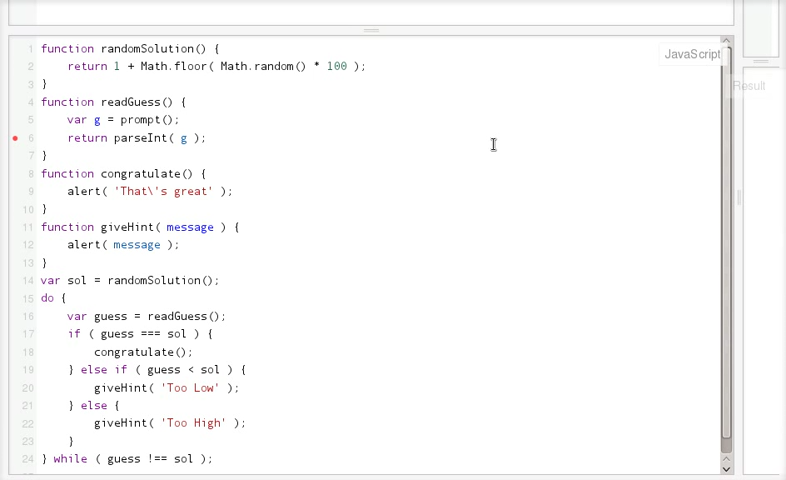 JavaScript
Result
1 function randomSolution() {
2     return 1 + Math.floor( Math.random() * 100 );
3 }
4 function readGuess() {
5     var g = prompt();
6     return parseInt( g );
7 }
8 function congratulate() {
9     alert( 'That\'s great' );
10 }
11 function giveHint( message ) {
12     alert( message );
13 }
14 var sol = randomSolution();
15 do {
16     var guess = readGuess();
17     if ( guess === sol ) {
18         congratulate();
19     } else if ( guess < sol ) {
20         giveHint( 'Too Low' );
21     } else {
22         giveHint( 'Too High' );
23     }
24 } while ( guess !== sol );